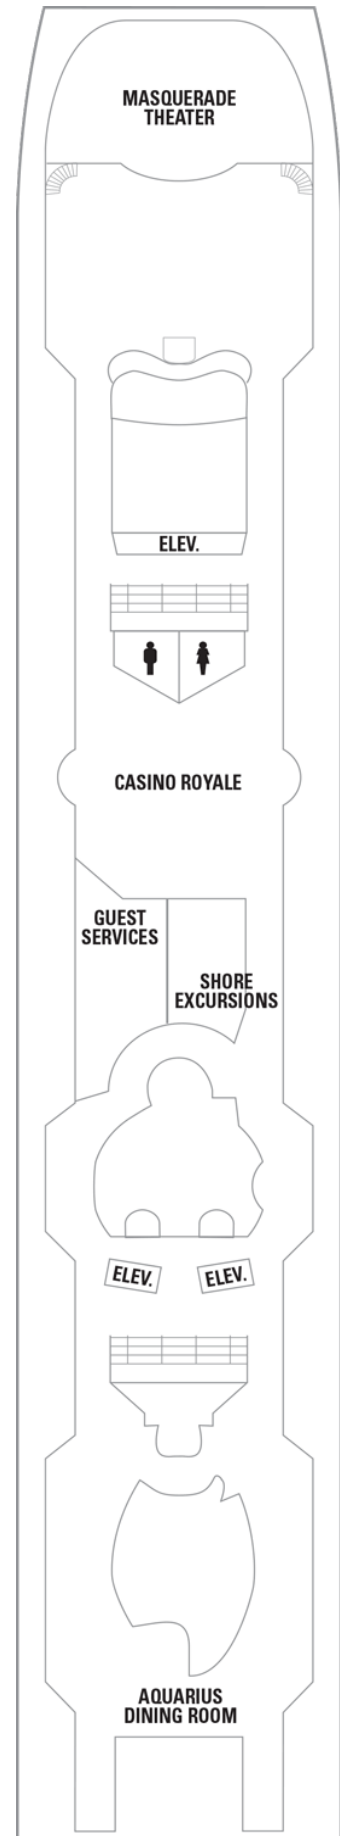 MASQUERADE
THEATER
ELEV.
CASINO ROYALE
GUEST
SERVICES
SHORE
EXCURSIONS
ELEV.
ELEV.
AQUARIUS
DINING ROOM